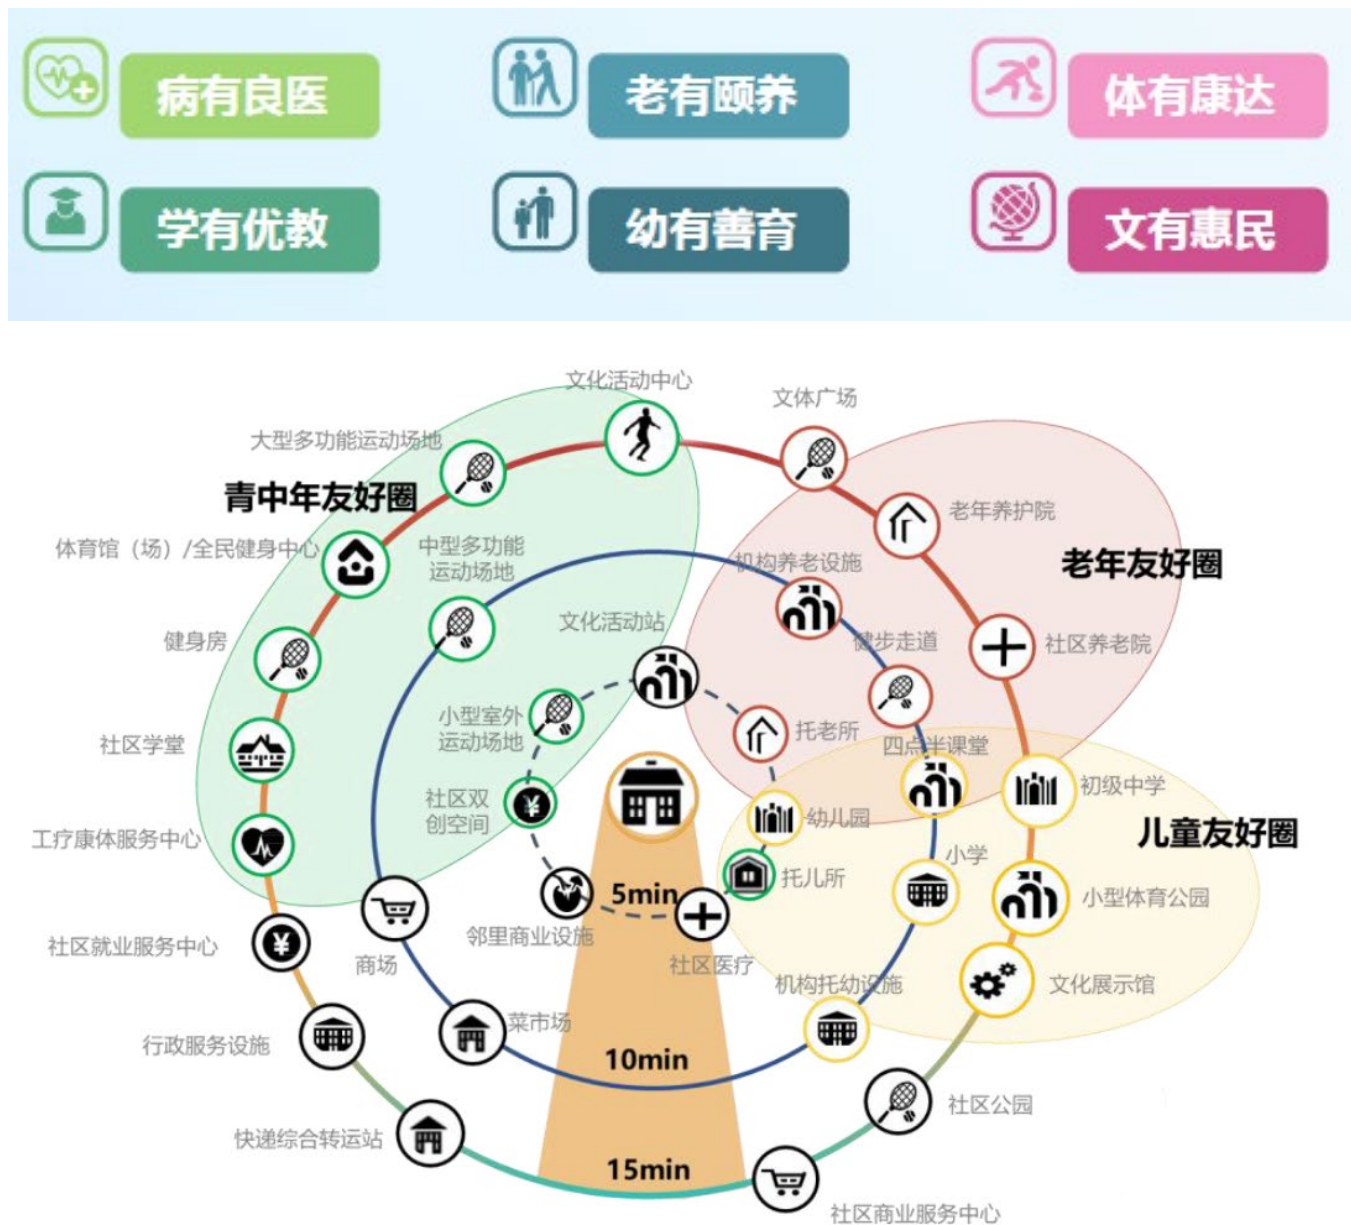 病有良医
老有颐养
体有康达
学有优教
幼有善育
文有惠民
文化活动中心
文体广场
大型多功能运动场地
青中年友好圈
老年养护院
体育馆（场）/全民健身中心
中型多功能
运动场地
机构养老设施
老年友好圈
健身房
文化活动站
健步走道
社区养老院
小型室外
运动场地
托老所
社区学堂
四点半课堂
初级中学
社区双
创空间
幼儿园
儿童友好圈
工疗康体服务中心
小学
托儿所
5min
小型体育公园
社区就业服务中心
邻里商业设施
商场
社区医疗
机构托幼设施
文化展示馆
菜市场
行政服务设施
10min
社区公园
快递综合转运站
15min
社区商业服务中心